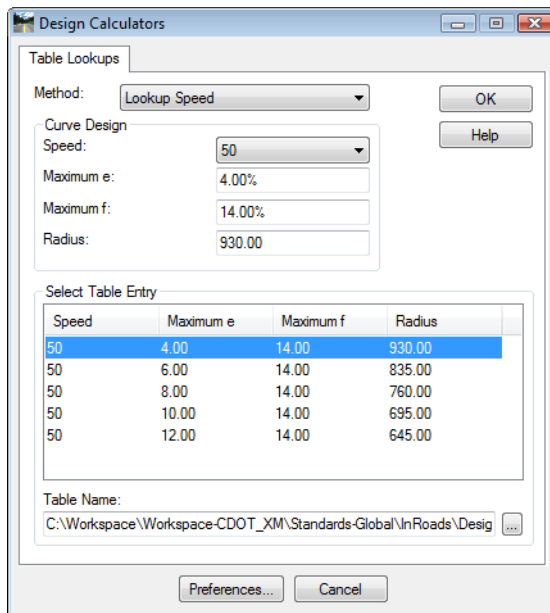 Design Calculators
Table Lookups
Method: Lookup Speed OK
Curve Design Help
Speed: 50
Maximum e: 4.00%
Maximum f: 14.00%
Radius: 930.00
Select Table Entry
Speed Maximum e Maximum f Radius
50 4.00 14.00 930.00
50 6.00 14.00 835.00
50 8.00 14.00 760.00
50 10.00 14.00 695.00
50 12.00 14.00 645.00
Table Name:
C:\Workspace\Workspace-CDOT_XM\Standards-Global\InRoads\Desig ...
Preferences... Cancel